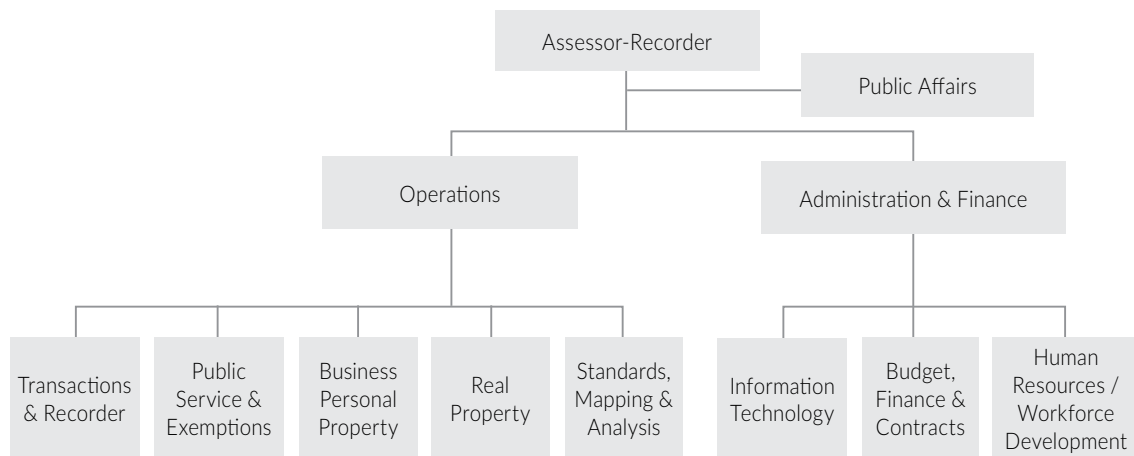 Assessor-Recorder
Public Affairs
Operations
Administration & Finance
Transactions
& Recorder
Public
Service &
Exemptions
Business
Personal
Property
Real
Property
Standards,
Mapping &
Analysis
Information
Technology
Budget,
Finance &
Contracts
Human
Resources /
Workforce
Development